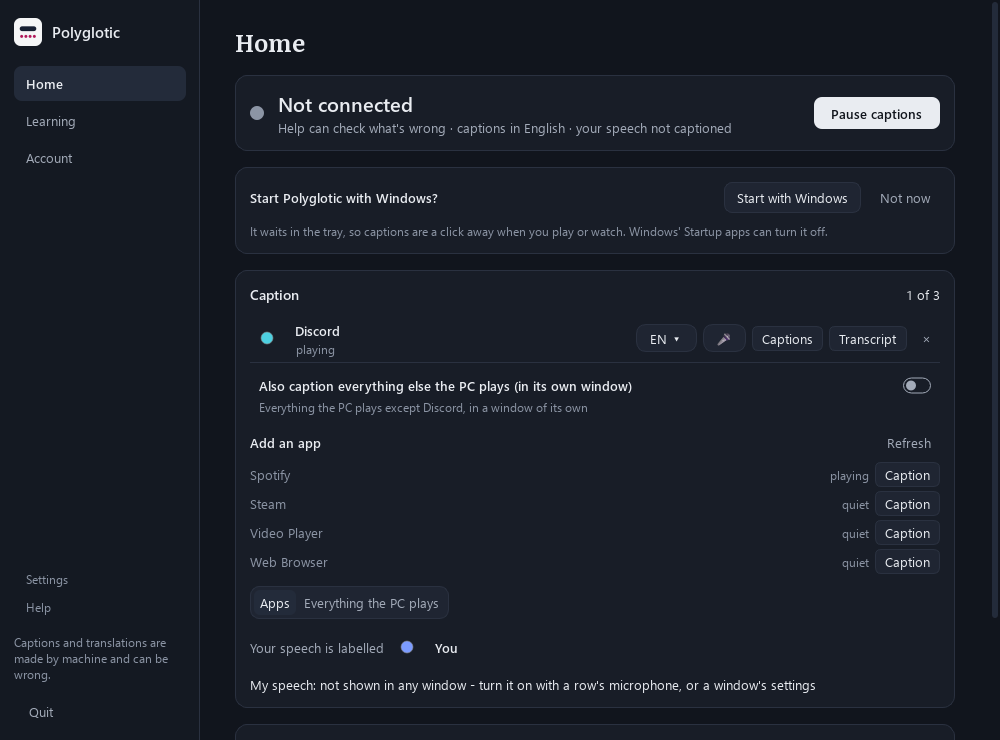 Polyglotic
Home
Learning
Account
Settings
Help
Captions and translations are
made by machine and can be
wrong.
Quit
Home
Not connected
Help can check what's wrong · captions in English · your speech not captioned
Pause captions
Start Polyglotic with Windows?
Start with Windows
Not now
It waits in the tray, so captions are a click away when you play or watch. Windows' Startup apps can turn it off.
Caption
1 of 3
Discord
playing
EN
Captions
Transcript
×
Also caption everything else the PC plays (in its own window)
Everything the PC plays except Discord, in a window of its own
Add an app
Refresh
Spotify
playing
Caption
Steam
quiet
Caption
Video Player
quiet
Caption
Web Browser
quiet
Caption
Apps
Everything the PC plays
Your speech is labelled
You
My speech: not shown in any window - turn it on with a row's microphone, or a window's settings